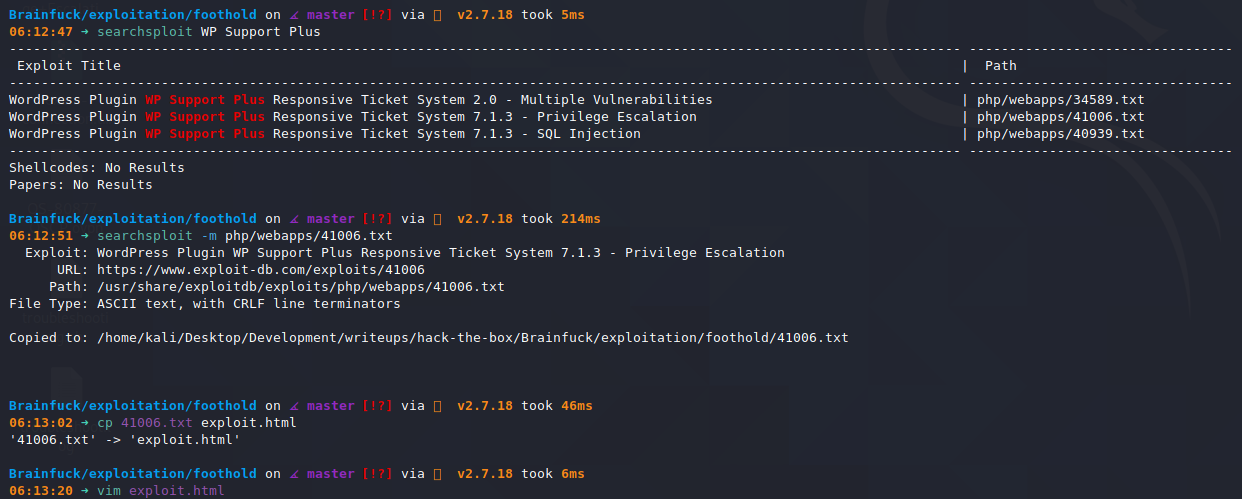 Brainfuck/exploitation/foothold on ∡ master [!?] via  v2.7.18 took 5ms
06:12:47 → searchsploit WP Support Plus
----------------------------------------------------------------------------------------------------------------------- ---------------------------------
Exploit Title | Path
----------------------------------------------------------------------------------------------------------------------- ---------------------------------
WordPress Plugin WP Support Plus Responsive Ticket System 2.0 - Multiple Vulnerabilities | php/webapps/34589.txt
WordPress Plugin WP Support Plus Responsive Ticket System 7.1.3 - Privilege Escalation | php/webapps/41006.txt
WordPress Plugin WP Support Plus Responsive Ticket System 7.1.3 - SQL Injection | php/webapps/40939.txt
----------------------------------------------------------------------------------------------------------------------- ---------------------------------
Shellcodes: No Results
Papers: No Results
Brainfuck/exploitation/foothold on ∡ master [!?] via  v2.7.18 took 214ms
06:12:51 → searchsploit -m php/webapps/41006.txt
Exploit: WordPress Plugin WP Support Plus Responsive Ticket System 7.1.3 - Privilege Escalation
URL: https://www.exploit-db.com/exploits/41006
Path: /usr/share/exploitdb/exploits/php/webapps/41006.txt
File Type: ASCII text, with CRLF line terminators
Copied to: /home/kali/Desktop/Development/writeups/hack-the-box/Brainfuck/exploitation/foothold/41006.txt
Brainfuck/exploitation/foothold on ∡ master [!?] via  v2.7.18 took 46ms
06:13:02 → cp 41006.txt exploit.html
'41006.txt' -> 'exploit.html'
Brainfuck/exploitation/foothold on ∡ master [!?] via  v2.7.18 took 6ms
06:13:20 → vim exploit.html